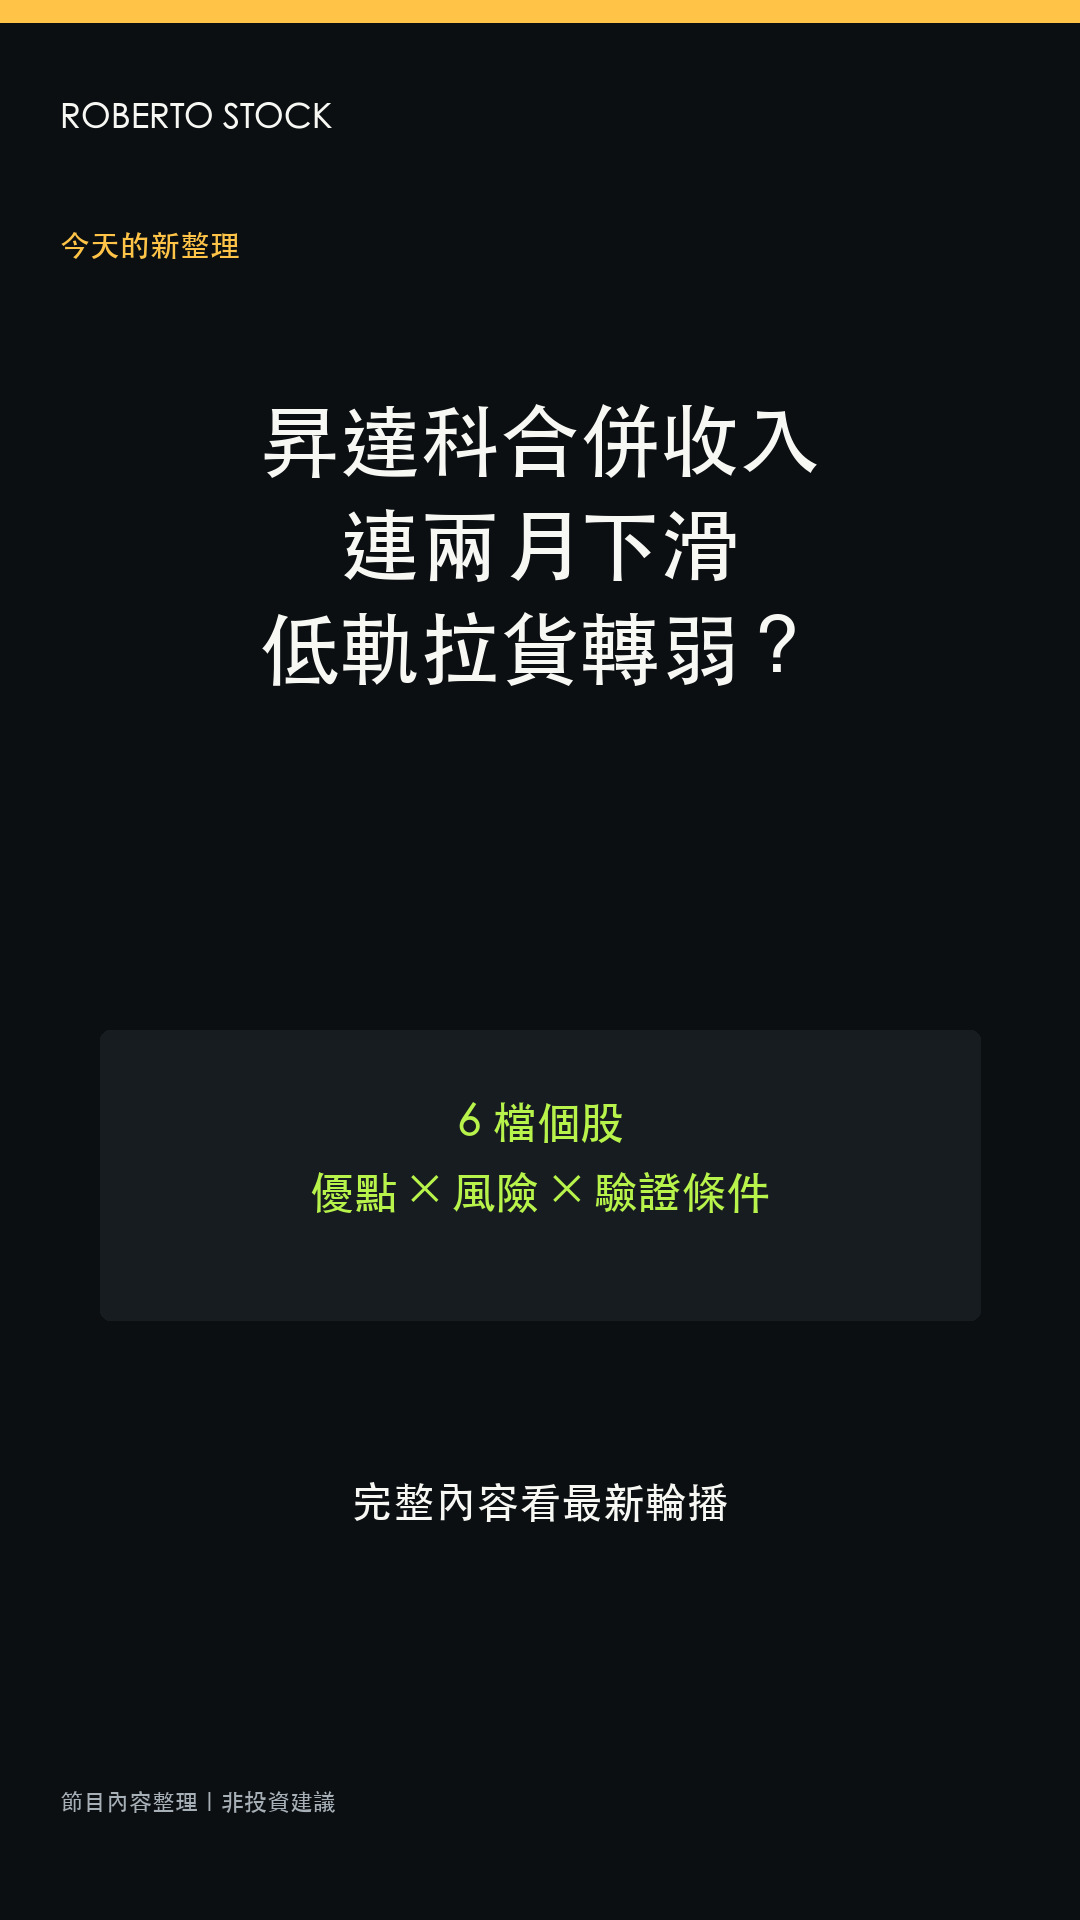 ROBERTO STOCK
今天的新整理
昇達科合併收入
連兩月下滑
低軌拉貨轉弱？
6 檔個股
優點 × 風險 × 驗證條件
完整內容看最新輪播
節目內容整理｜非投資建議